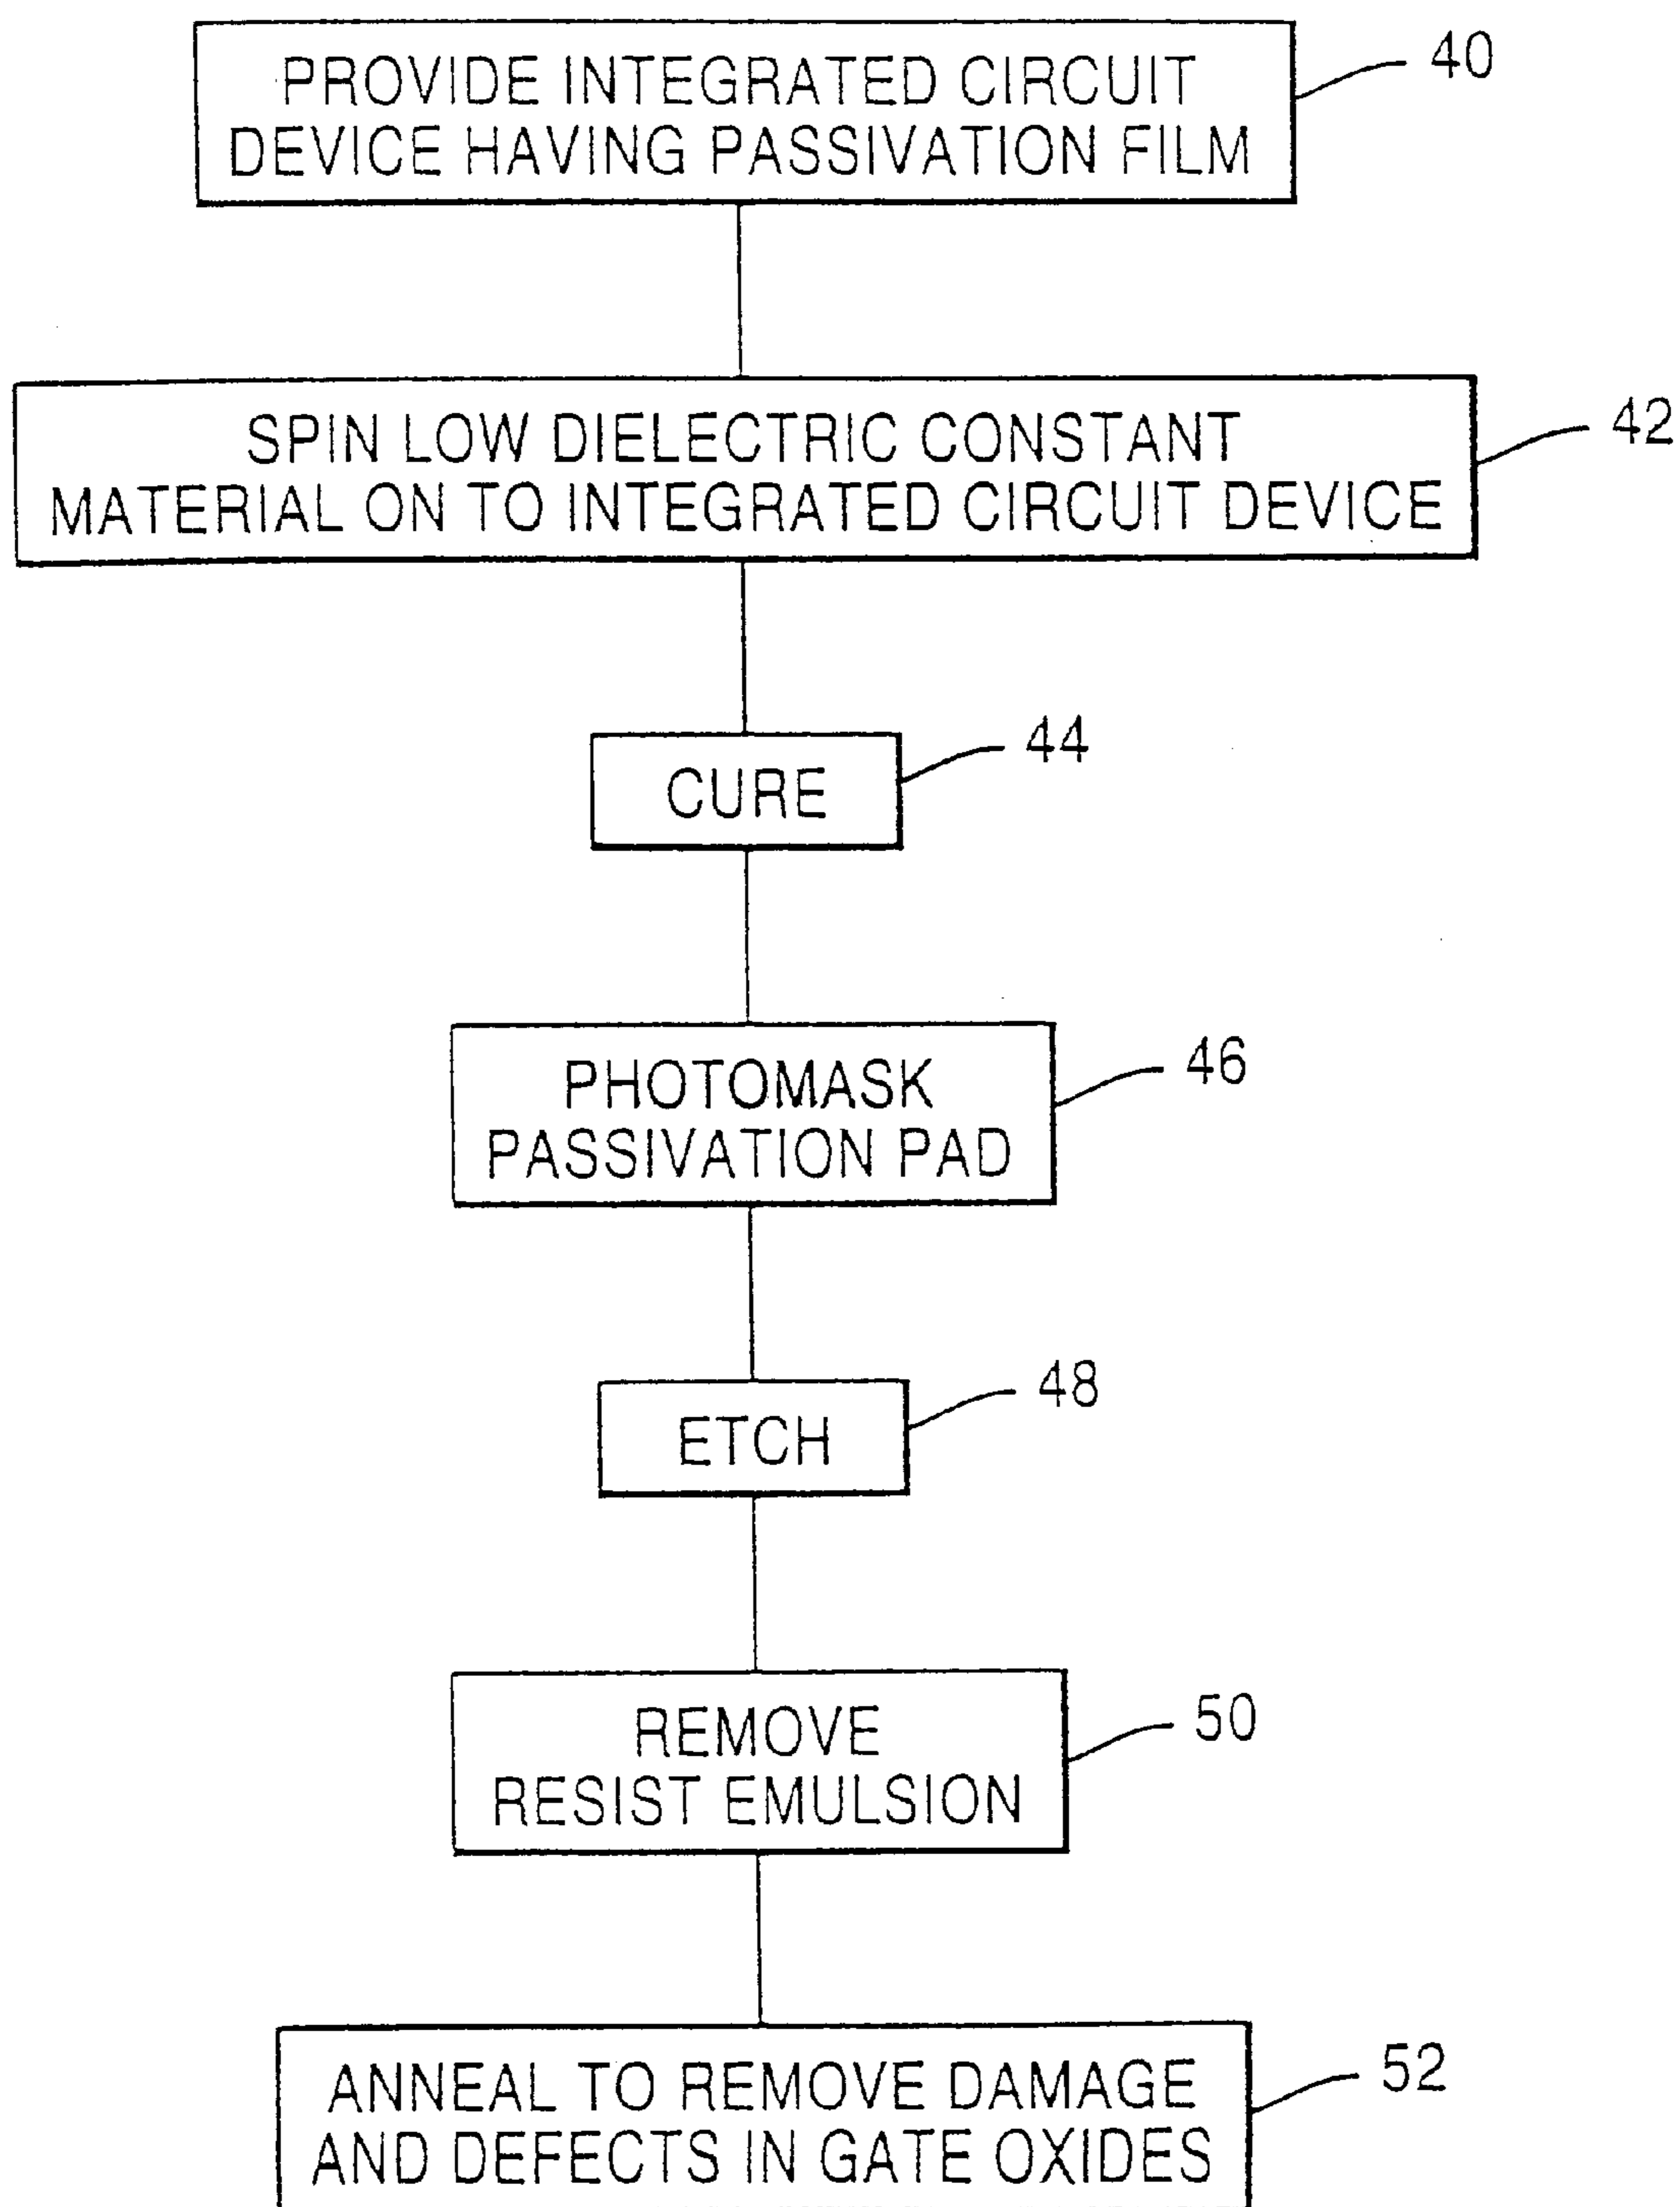 PROVIDE INTEGRATED CIRCUIT
DEVICE HAVING PASSIVATION FILM
40
SPIN LOW DIELECTRIC CONSTANT
MATERIAL ON TO INTEGRATED CIRCUIT DEVICE
42
CURE
44
PHOTOMASK
PASSIVATION PAD
46
ETCH
48
REMOVE
RESIST EMULSION
50
ANNEAL TO REMOVE DAMAGE
AND DEFECTS IN GATE OXIDES
52